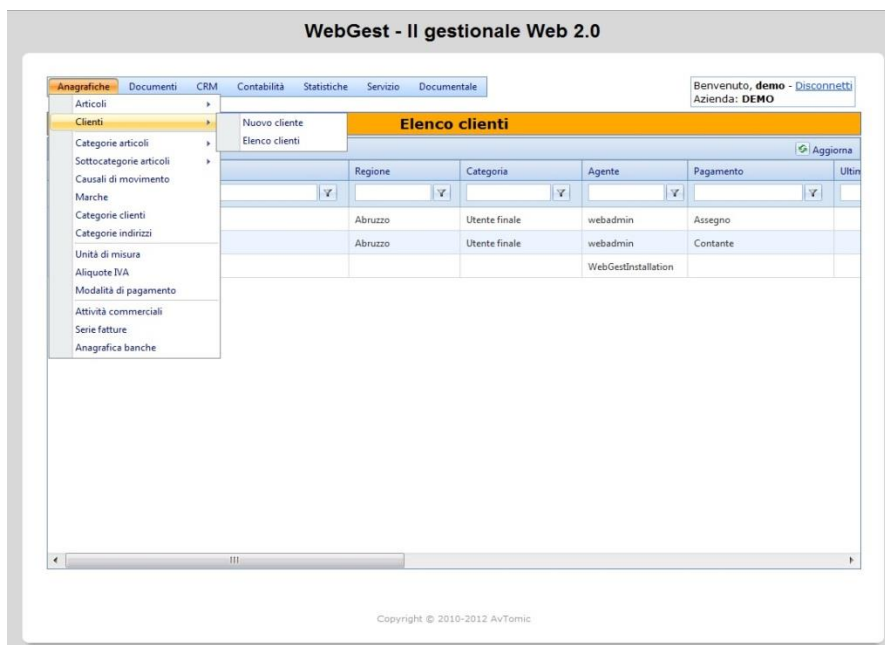 WebGest - Il gestionale Web 2.0
Anagrafiche Documenti CRM Contabilità Statistiche Servizio Documentale
Benvenuto, demo - Disconnetti
Azienda: DEMO
Articoli
Clienti
Categorie articoli
Sottocategorie articoli
Causali di movimento
Marche
Categorie clienti
Categorie indirizzi
Unità di misura
Aliquote IVA
Modalità di pagamento
Attività commerciali
Serie fatture
Anagrafica banche
Nuovo cliente
Elenco clienti
Elenco clienti
Aggiorna
Regione Categoria Agente Pagamento Ultim
Abruzzo Utente finale webadmin Assegno
Abruzzo Utente finale webadmin Contante
WebGestInstallation
Copyright © 2010-2012 AvTomic